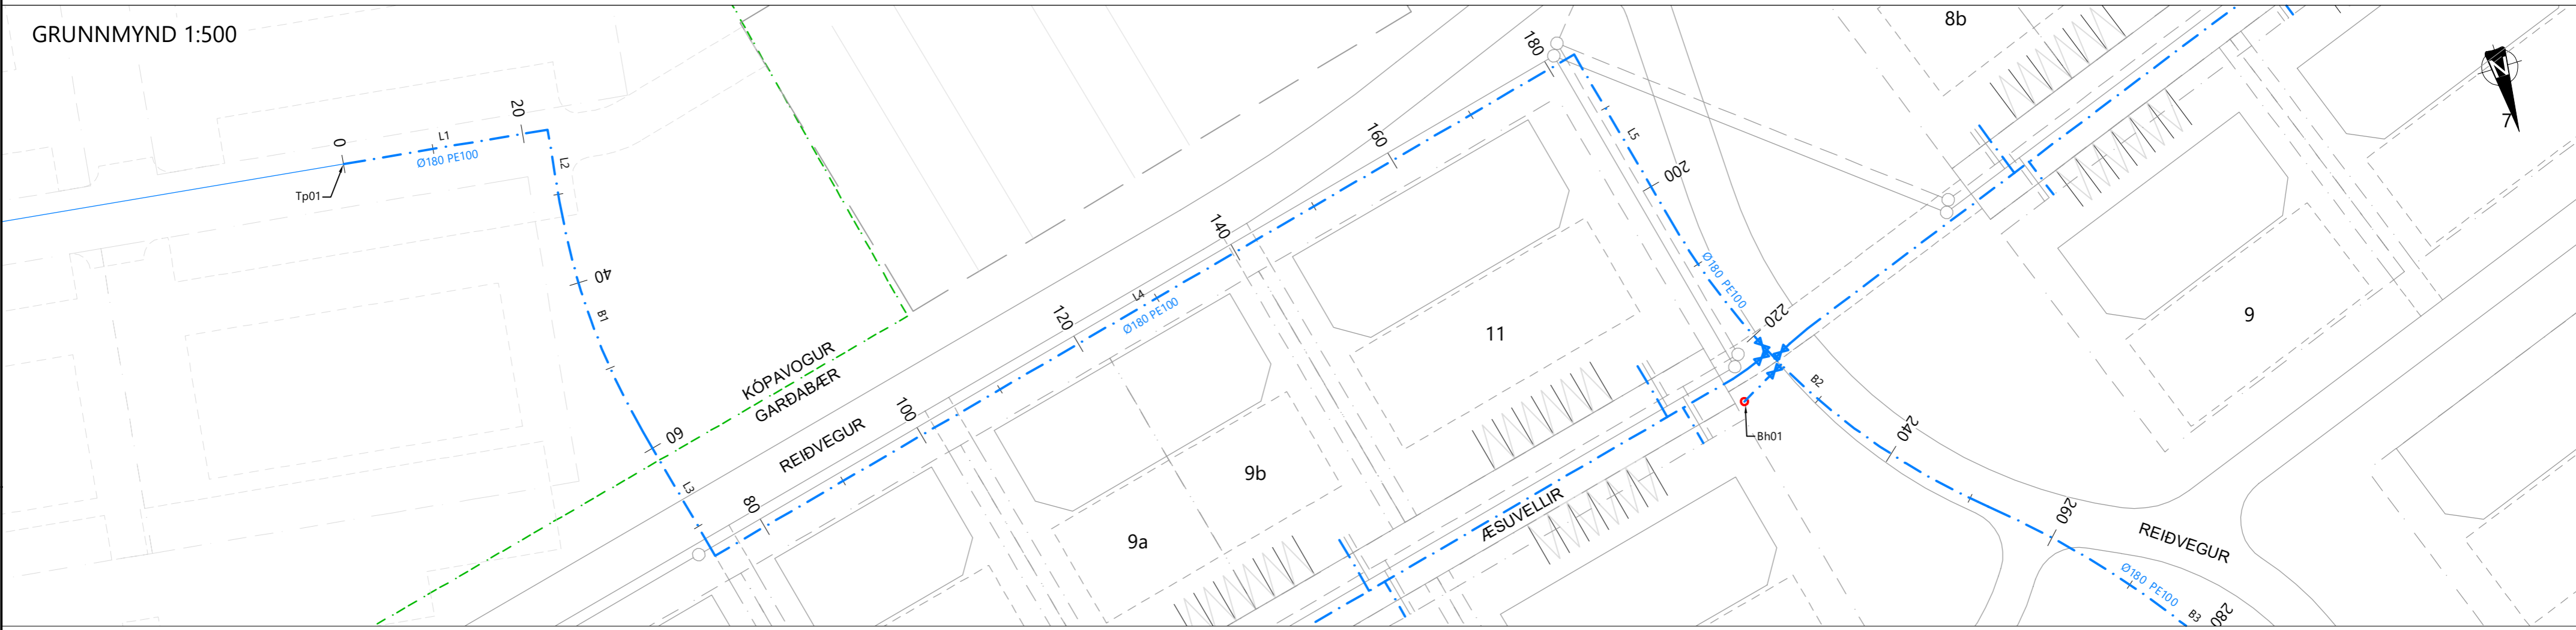 GRUNNMYND 1:500
8b
N
7
180
20
0
L1
Ø180 PE100
L2
Tp01
160
L5
200
140
40
B1
L4
120
Ø180 PE100
Ø180 PE100
220
9
11
KÓPAVOGUR
GARÐABÆR
B2
100
60
REIÐVEGUR
240
Bh01
9b
L3
80
ÆSUVELLIR
260
9a
REIÐVEGUR
Ø180 PE100
B3
280